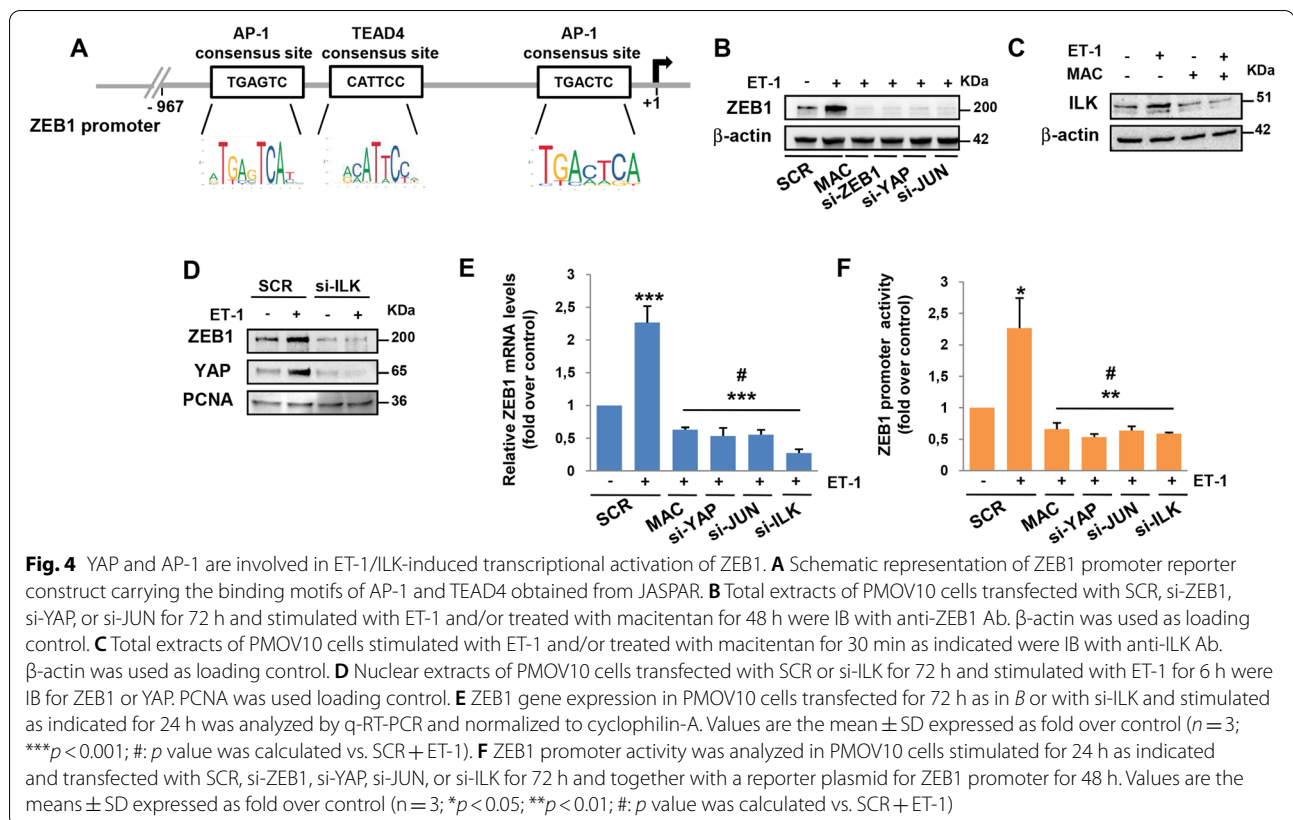 A
AP-1 consensus site
TEAD4 consensus site
AP-1 consensus site
TGAGTC
CATTCC
TGACTC
- 967
+1
ZEB1 promoter
B
ET-1 - + + + + + KDa
ZEB1 200
β-actin 42
SCR MAC si-ZEB1 si-YAP si-JUN
C
ET-1 - + - +
MAC - - + + KDa
ILK 51
β-actin 42
D
SCR si-ILK
ET-1 - + - + KDa
ZEB1 200
YAP 65
PCNA 36
E
Relative ZEB1 mRNA levels
(fold over control)
3
2,5
2
1,5
1
0,5
0
***
#
***
- + + + + + ET-1
SCR MAC si-YAP si-JUN si-ILK
F
ZEB1 promoter activity
(fold over control)
3
2,5
2
1,5
1
0,5
0
*
#
**
- + + + + + ET-1
SCR MAC si-YAP si-JUN si-ILK
Fig. 4 YAP and AP-1 are involved in ET-1/ILK-induced transcriptional activation of ZEB1. A Schematic representation of ZEB1 promoter reporter
construct carrying the binding motifs of AP-1 and TEAD4 obtained from JASPAR. B Total extracts of PMOV10 cells transfected with SCR, si-ZEB1,
si-YAP, or si-JUN for 72 h and stimulated with ET-1 and/or treated with macitentan for 48 h were IB with anti-ZEB1 Ab. β-actin was used as loading
control. C Total extracts of PMOV10 cells stimulated with ET-1 and/or treated with macitentan for 30 min as indicated were IB with anti-ILK Ab.
β-actin was used as loading control. D Nuclear extracts of PMOV10 cells transfected with SCR or si-ILK for 72 h and stimulated with ET-1 for 6 h were
IB for ZEB1 or YAP. PCNA was used loading control. E ZEB1 gene expression in PMOV10 cells transfected for 72 h as in B or with si-ILK and stimulated
as indicated for 24 h was analyzed by q-RT-PCR and normalized to cyclophilin-A. Values are the mean ± SD expressed as fold over control (n = 3;
***p < 0.001; #: p value was calculated vs. SCR + ET-1). F ZEB1 promoter activity was analyzed in PMOV10 cells stimulated for 24 h as indicated
and transfected with SCR, si-ZEB1, si-YAP, si-JUN, or si-ILK for 72 h and together with a reporter plasmid for ZEB1 promoter for 48 h. Values are the
means ± SD expressed as fold over control (n = 3; *p < 0.05; **p < 0.01; #: p value was calculated vs. SCR + ET-1)